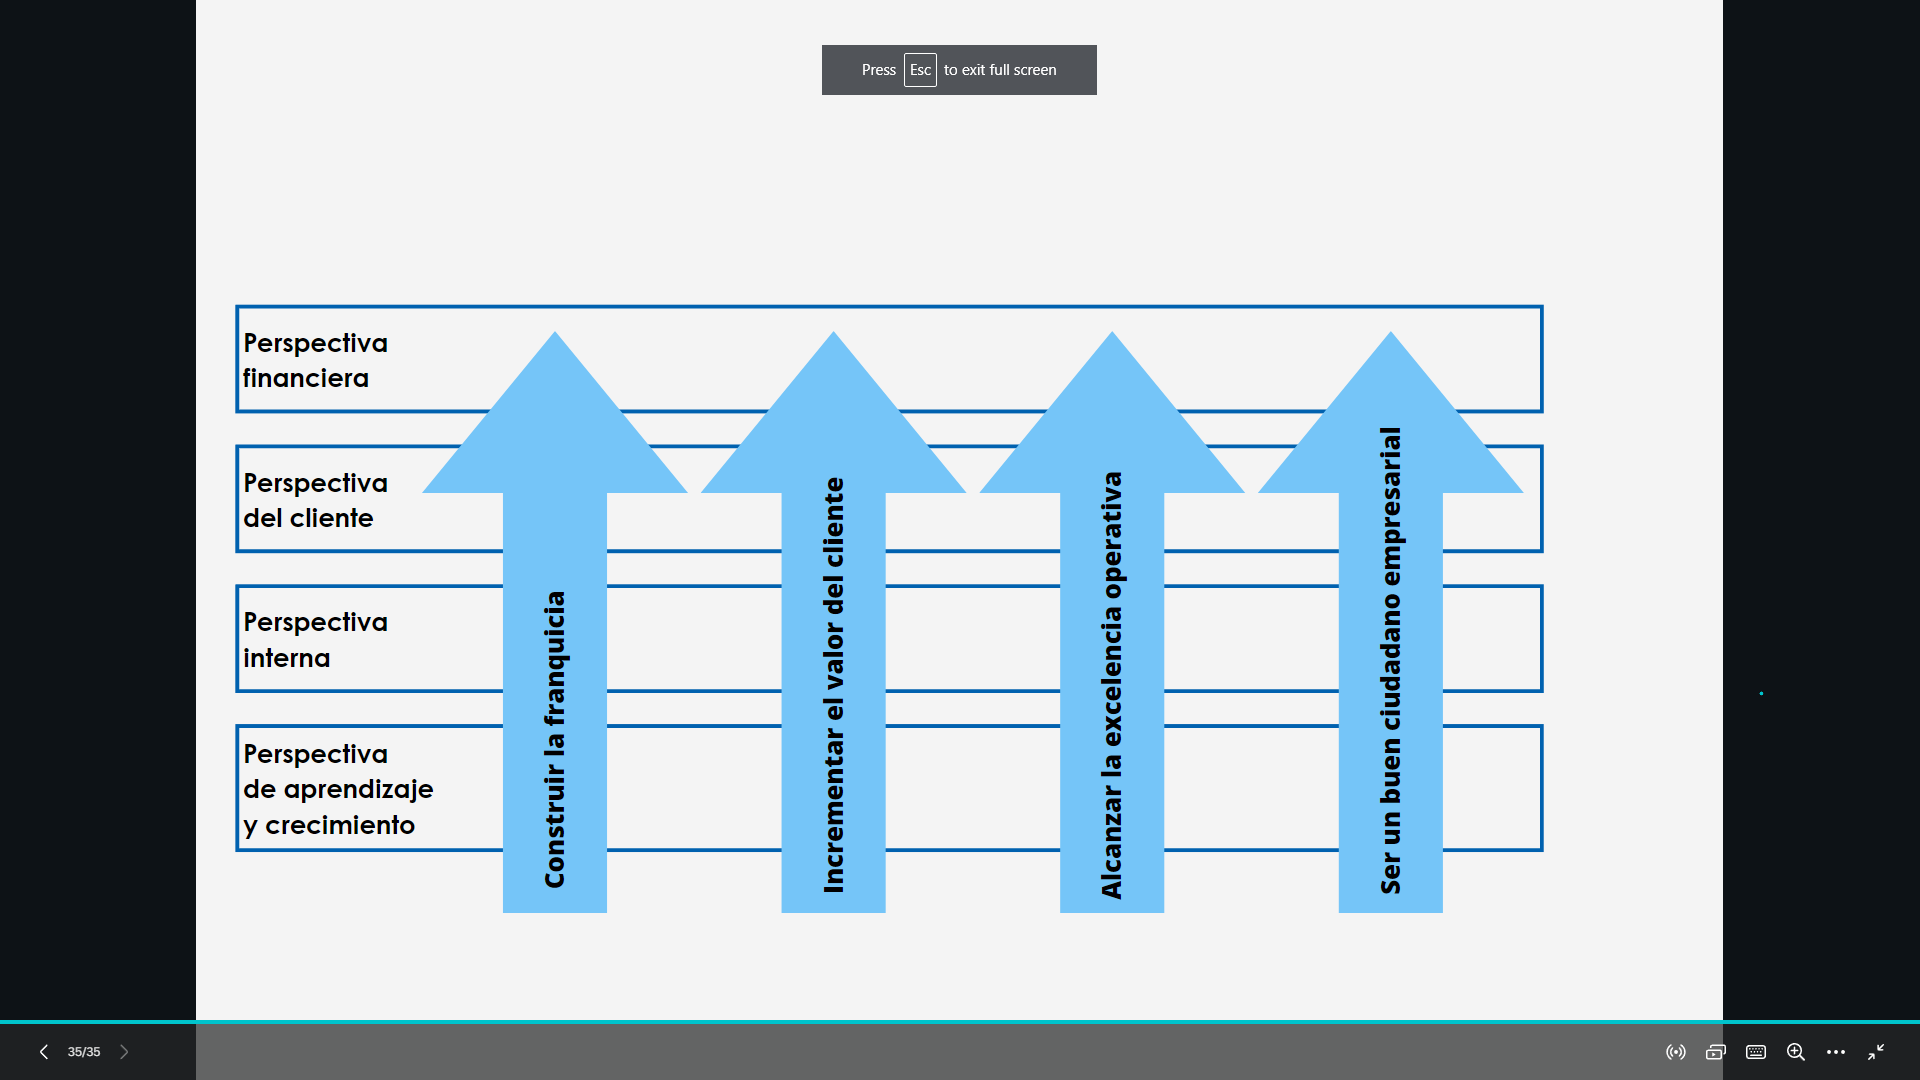 Press Esc to exit full screen
Perspectiva
financiera
Perspectiva
del cliente
Perspectiva
interna
Perspectiva
de aprendizaje
y crecimiento
Construir la franquicia
Incrementar el valor del cliente
Alcanzar la excelencia operativa
Ser un buen ciudadano empresarial
35/35